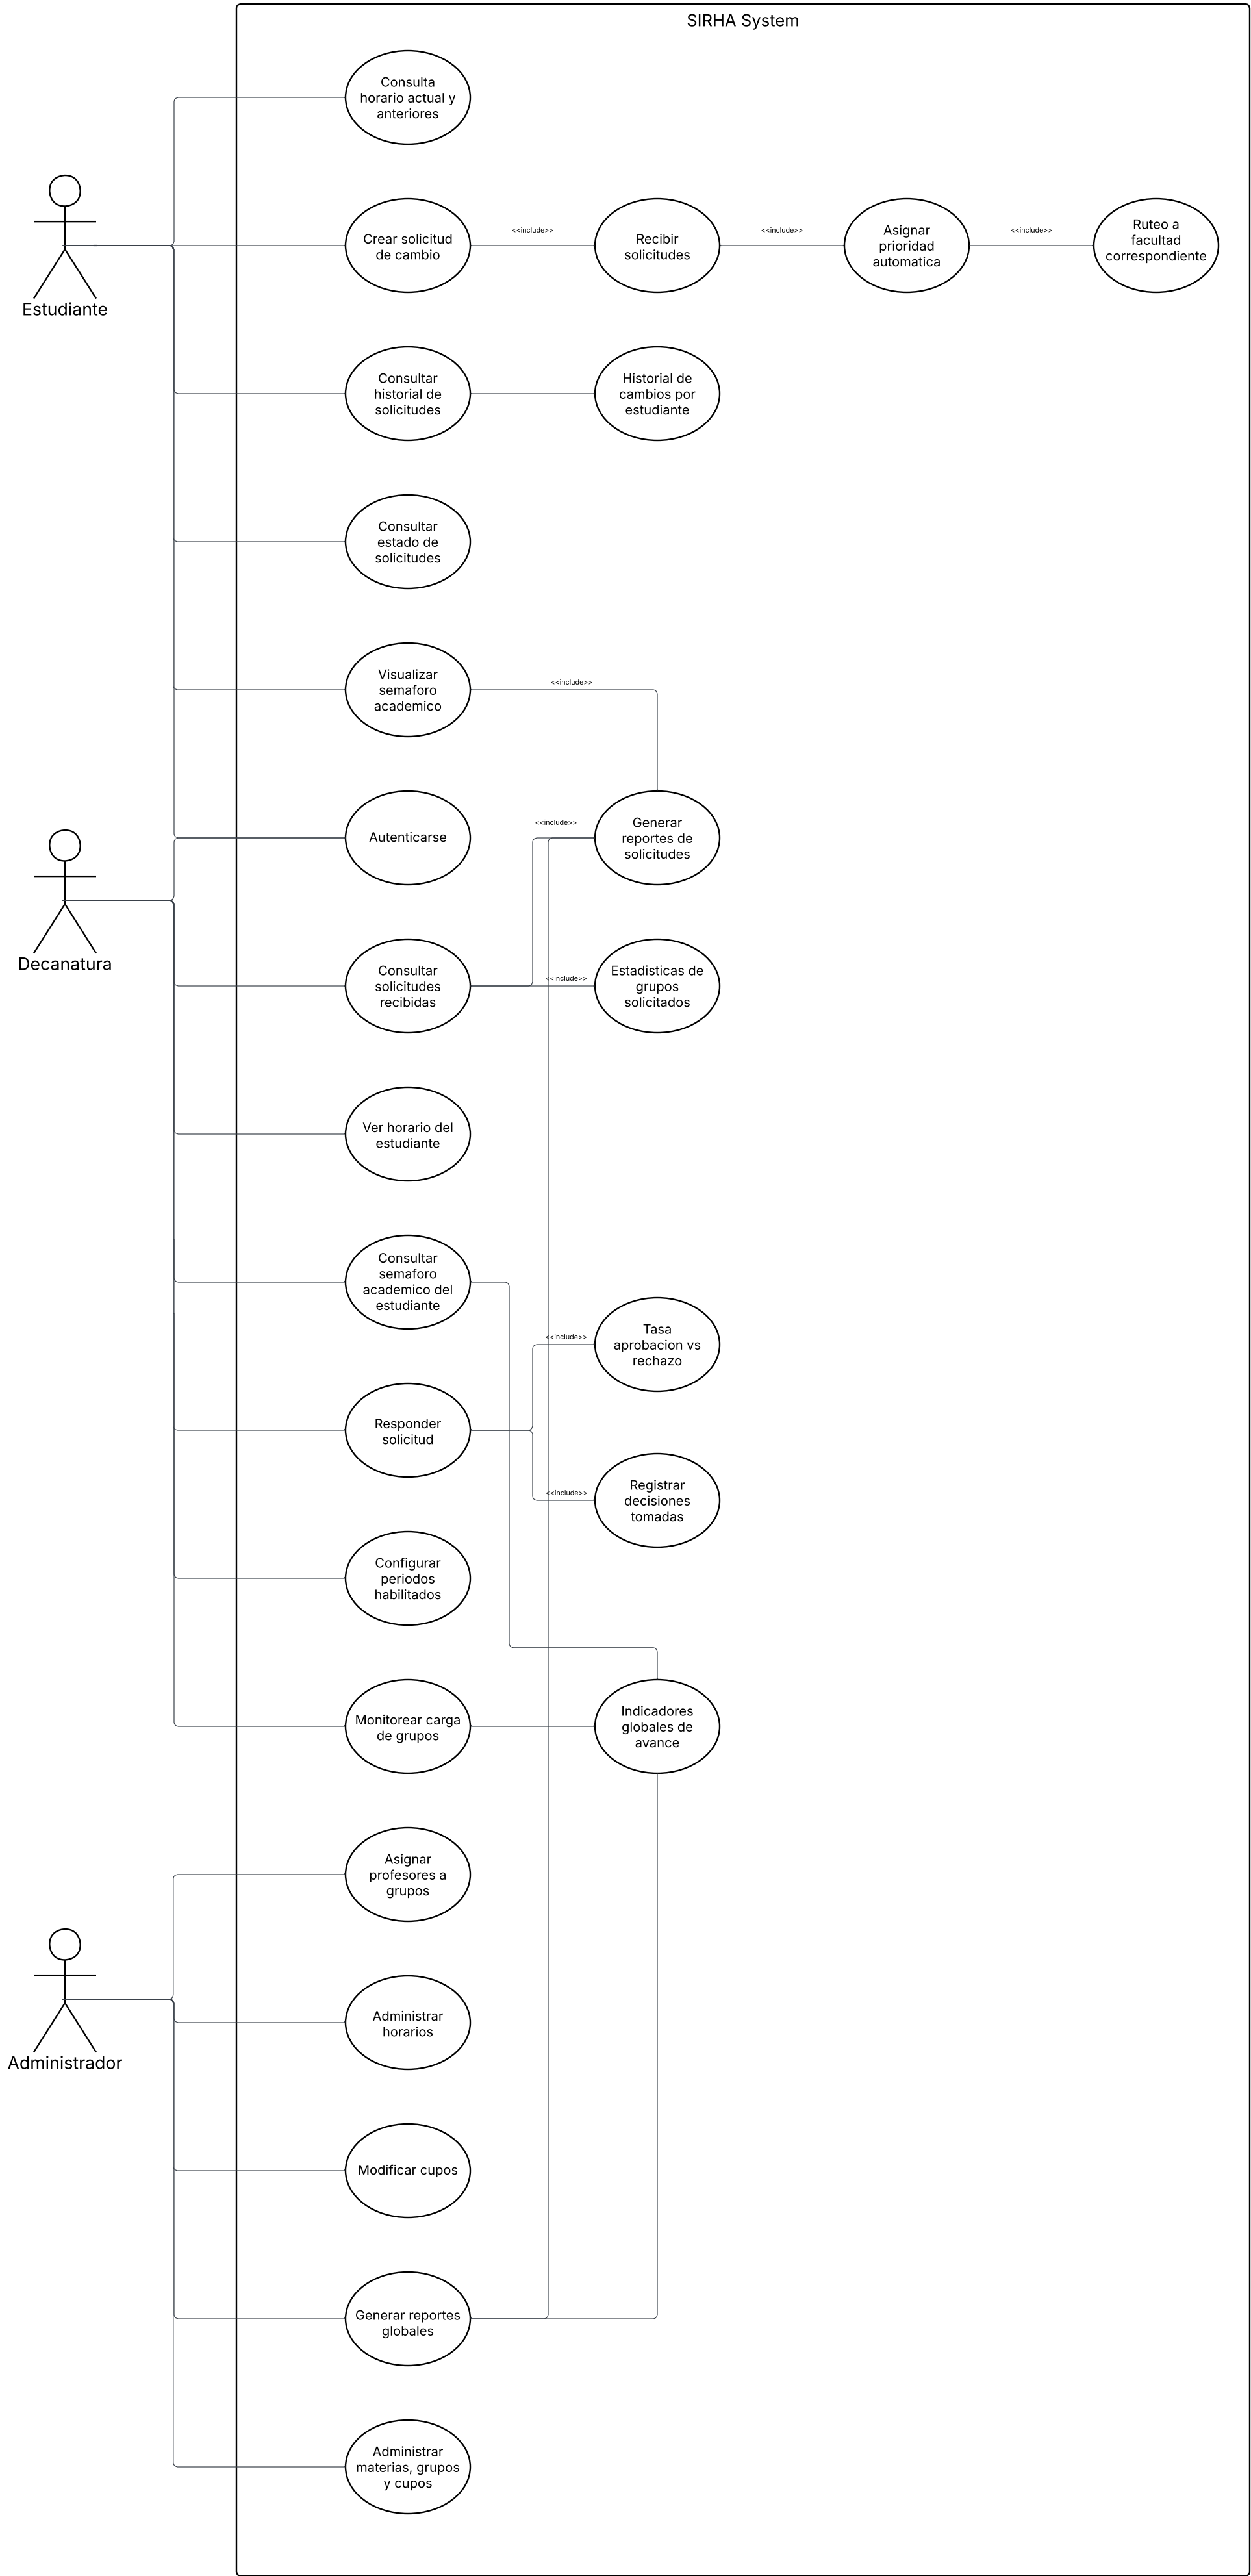 SIRHA System
Consulta
horario actual y
anteriores
Estudiante
Crear solicitud
de cambio
<<include>>
Recibir
solicitudes
<<include>>
Asignar
prioridad
automatica
<<include>>
Ruteo a
facultad
correspondiente
Consultar
historial de
solicitudes
Historial de
cambios por
estudiante
Consultar
estado de
solicitudes
Visualizar
semaforo
academico
<<include>>
Decanatura
Autenticarse
<<include>>
Generar
reportes de
solicitudes
Consultar
solicitudes
recibidas
<<include>>
Estadisticas de
grupos
solicitados
Ver horario del
estudiante
Consultar
semaforo
academico del
estudiante
<<include>>
Tasa
aprobacion vs
rechazo
Responder
solicitud
<<include>>
Registrar
decisiones
tomadas
Configurar
periodos
habilitados
Monitorear carga
de grupos
Indicadores
globales de
avance
Asignar
profesores a
grupos
Administrador
Administrar
horarios
Modificar cupos
Generar reportes
globales
Administrar
materias, grupos
y cupos